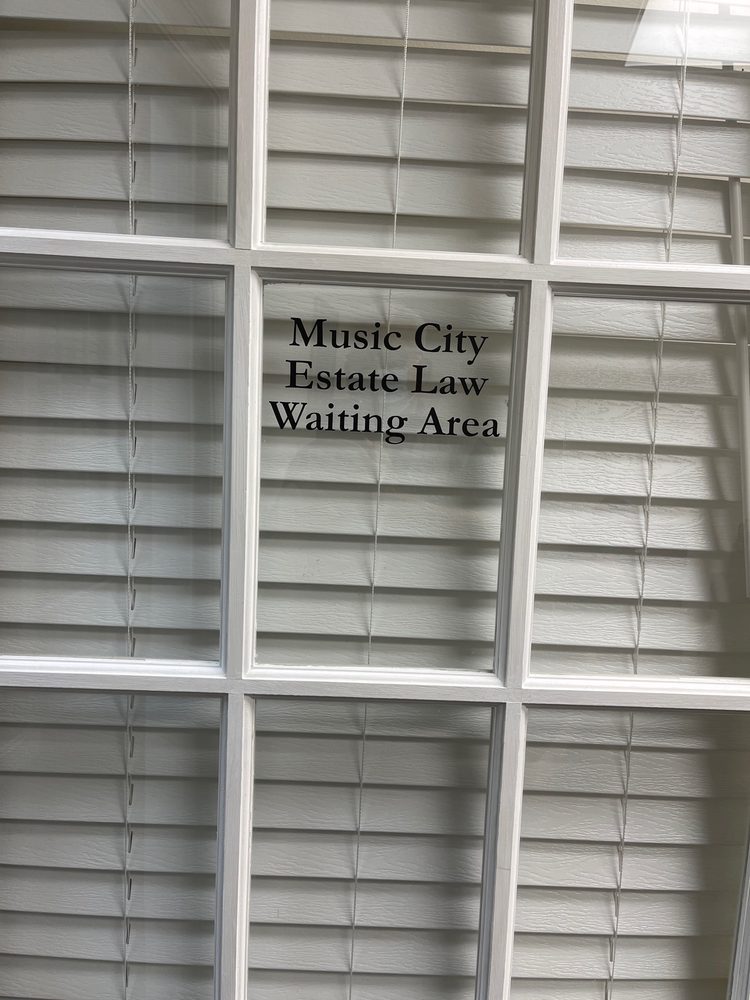 Music City
Estate Law
Waiting Area